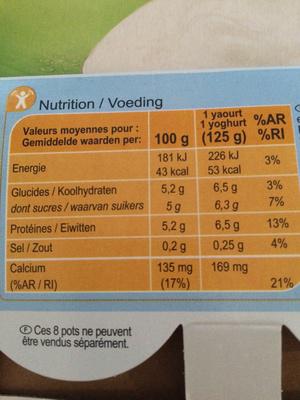 Nutrition / Voeding
Valeurs moyennes pour :
Gemiddelde waarden per:
100 g
1 yaourt
1 yoghurt
(125 g)
%AR
%RI
Energie
181 kJ 226 kJ
43 kcal 53 kcal
3%
Glucides / Koolhydraten 5,2 g 6,5 g 3%
dont sucres / waarvan suikers 5 g 6,3 g 7%
Protéines / Eiwitten 5,2 g 6,5 g 13%
Sel / Zout 0,2 g 0,25 g 4%
Calcium 135 mg 169 mg
(%AR / RI) (17%) 21%
Ⓕ Ces 8 pots ne peuvent
être vendus séparément.